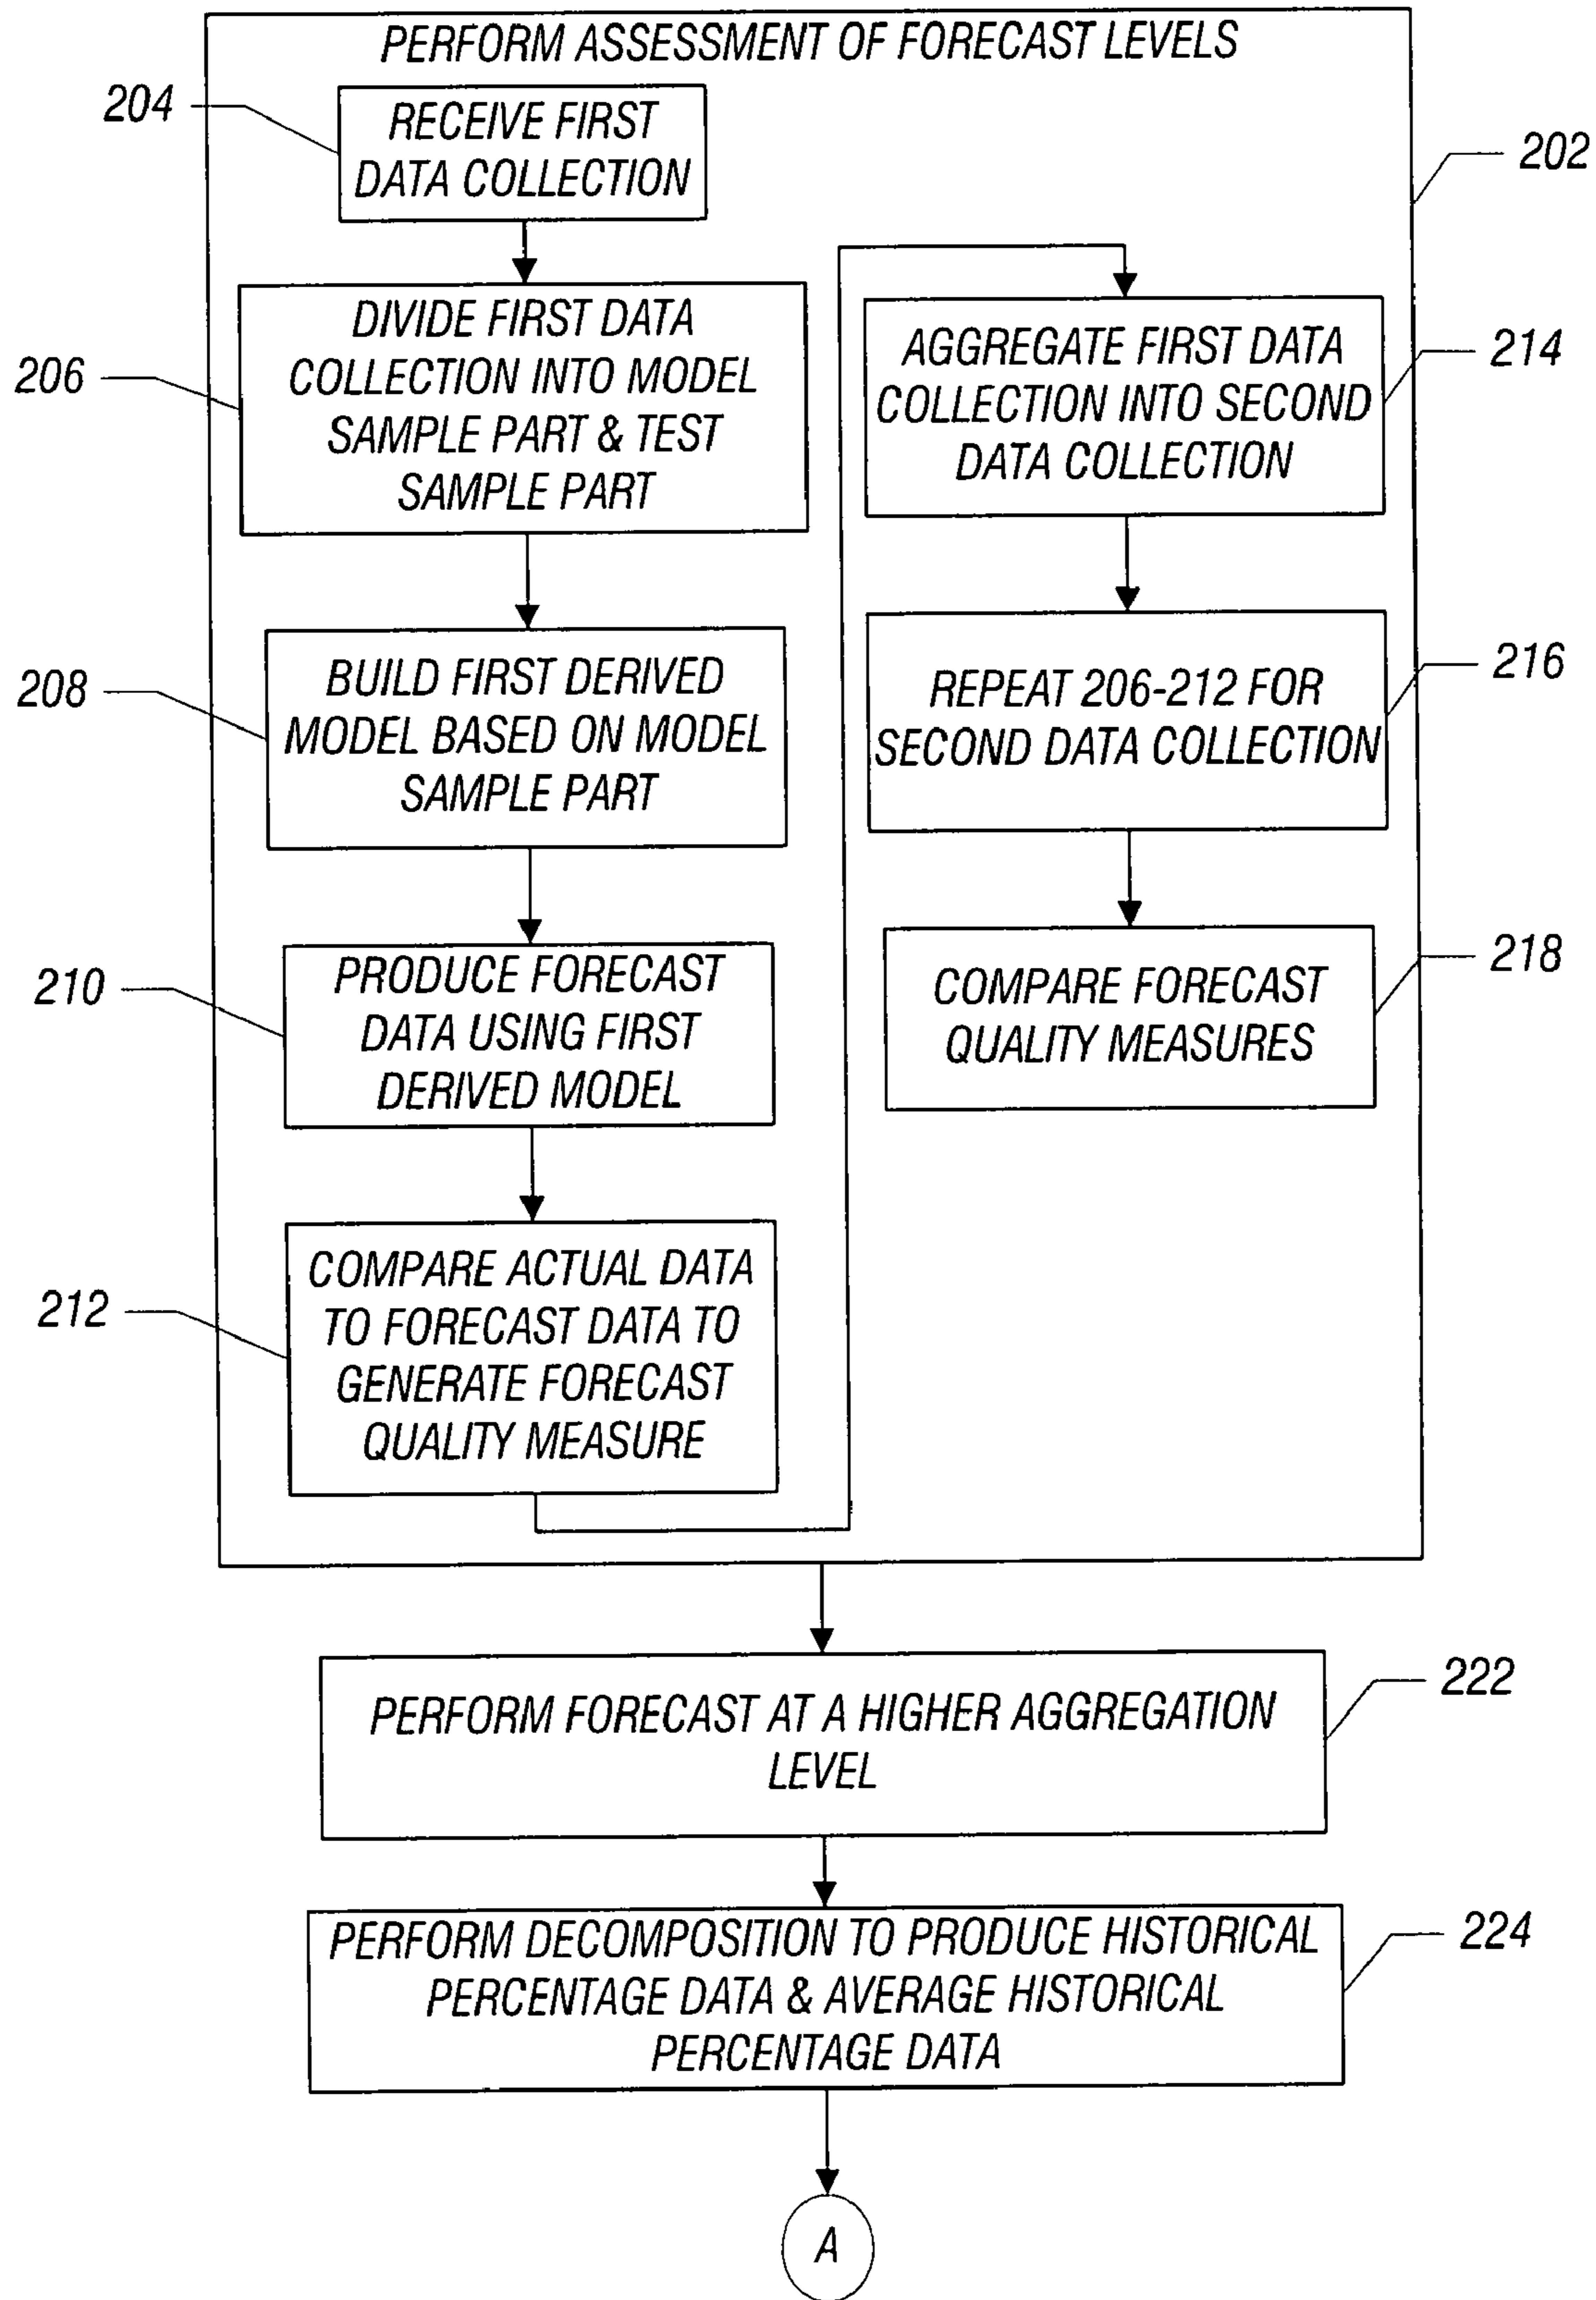 PERFORM ASSESSMENT OF FORECAST LEVELS
204
RECEIVE FIRST
DATA COLLECTION
202
206
DIVIDE FIRST DATA
COLLECTION INTO MODEL
SAMPLE PART & TEST
SAMPLE PART
208
BUILD FIRST DERIVED
MODEL BASED ON MODEL
SAMPLE PART
210
PRODUCE FORECAST
DATA USING FIRST
DERIVED MODEL
212
COMPARE ACTUAL DATA
TO FORECAST DATA TO
GENERATE FORECAST
QUALITY MEASURE
AGGREGATE FIRST DATA
COLLECTION INTO SECOND
DATA COLLECTION
214
REPEAT 206-212 FOR
SECOND DATA COLLECTION
216
COMPARE FORECAST
QUALITY MEASURES
218
PERFORM FORECAST AT A HIGHER AGGREGATION
LEVEL
222
PERFORM DECOMPOSITION TO PRODUCE HISTORICAL
PERCENTAGE DATA & AVERAGE HISTORICAL
PERCENTAGE DATA
224
A